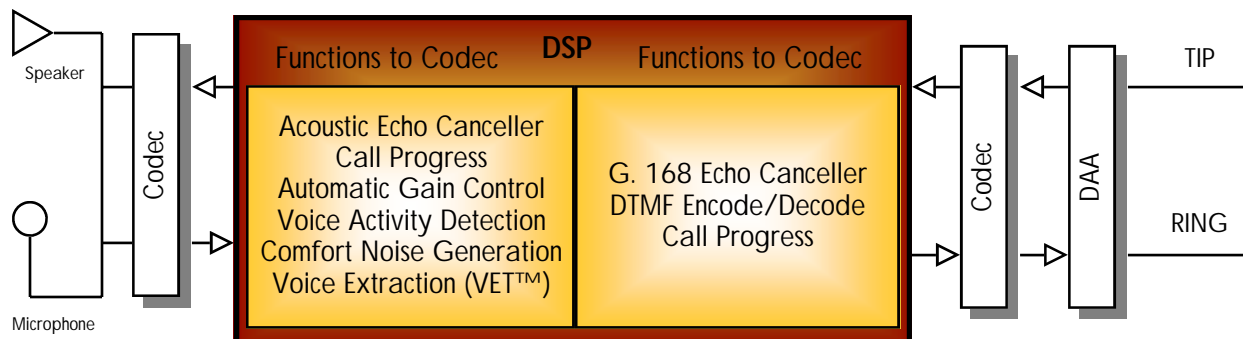 Speaker
Microphone
Codec
DSP
Functions to Codec
Functions to Codec
Acoustic Echo Canceller
Call Progress
Automatic Gain Control
Voice Activity Detection
Comfort Noise Generation
Voice Extraction (VET™)
G. 168 Echo Canceller
DTMF Encode/Decode
Call Progress
Codec
DAA
TIP
RING